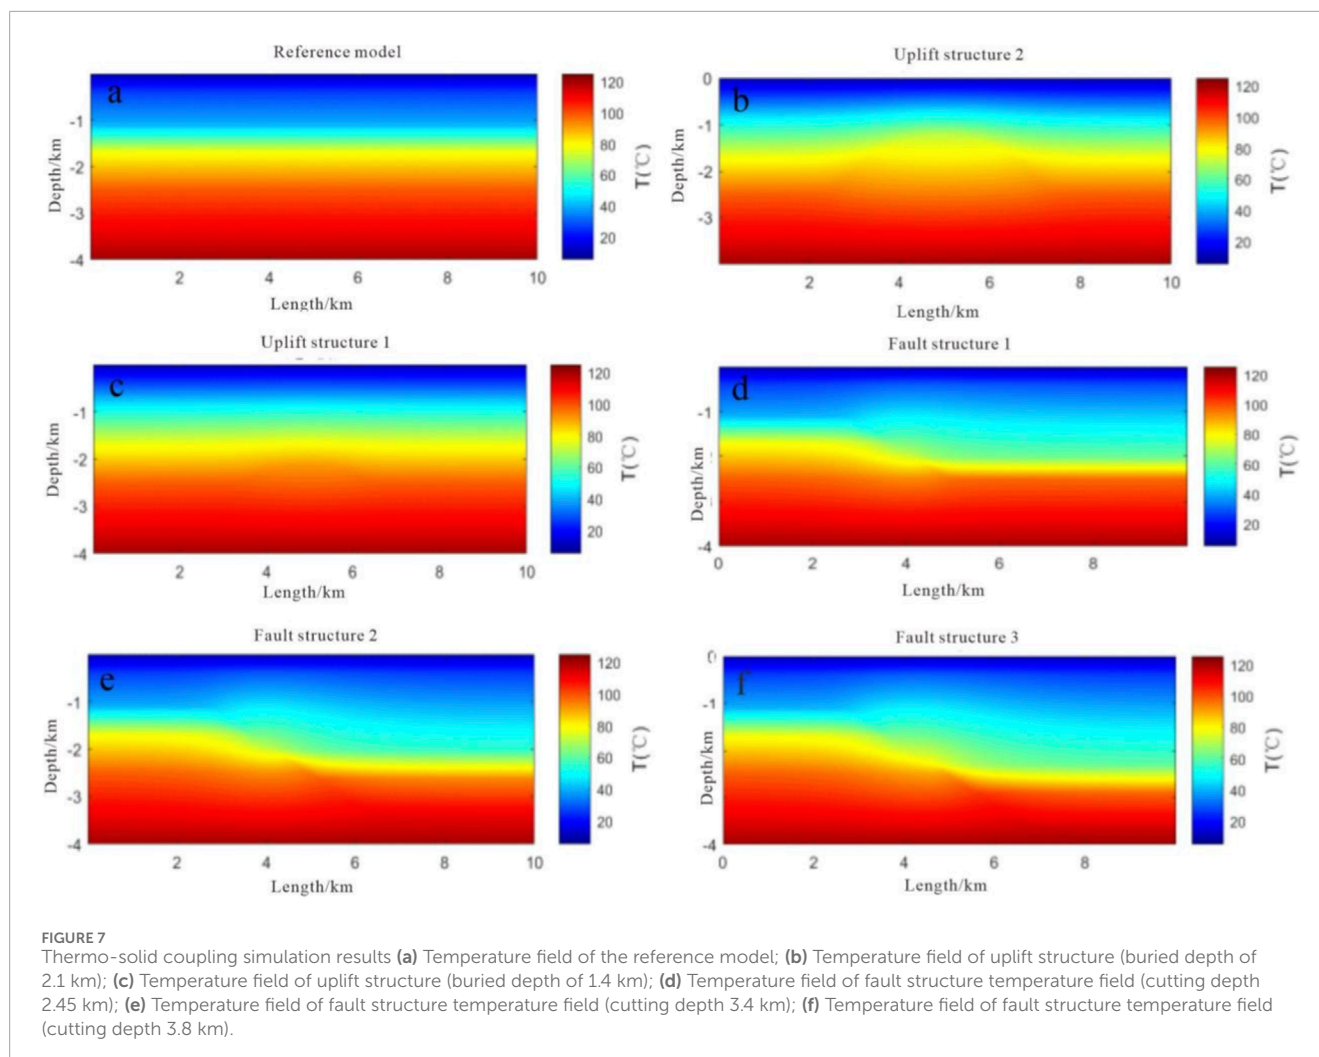 Reference model
a
-1
-2
-3
-4
2
4
6
8
10
Depth/km
Length/km
120
100
80
60
40
20
T(℃)
Uplift structure 2
b
0
-1
-2
-3
2
4
6
8
10
Depth/km
Length/km
120
100
80
60
40
20
T(℃)
Uplift structure 1
c
-1
-2
-3
-4
2
4
6
8
10
Depth/km
Length/km
120
100
80
60
40
20
T(℃)
Fault structure 1
d
-1
-4
0
2
4
6
8
Depth/km
Length/km
120
100
80
60
40
20
T(℃)
Fault structure 2
e
-1
-2
-3
-4
2
4
6
8
10
Depth/km
Length/km
120
100
80
60
40
20
T(℃)
Fault structure 3
f
-1
-4
0
2
4
6
8
Depth/km
Length/km
120
100
80
60
40
20
T(℃)
FIGURE 7
Thermo-solid coupling simulation results (a) Temperature field of the reference model; (b) Temperature field of uplift structure (buried depth of
2.1 km); (c) Temperature field of uplift structure (buried depth of 1.4 km); (d) Temperature field of fault structure temperature field (cutting depth
2.45 km); (e) Temperature field of fault structure temperature field (cutting depth 3.4 km); (f) Temperature field of fault structure temperature field
(cutting depth 3.8 km).